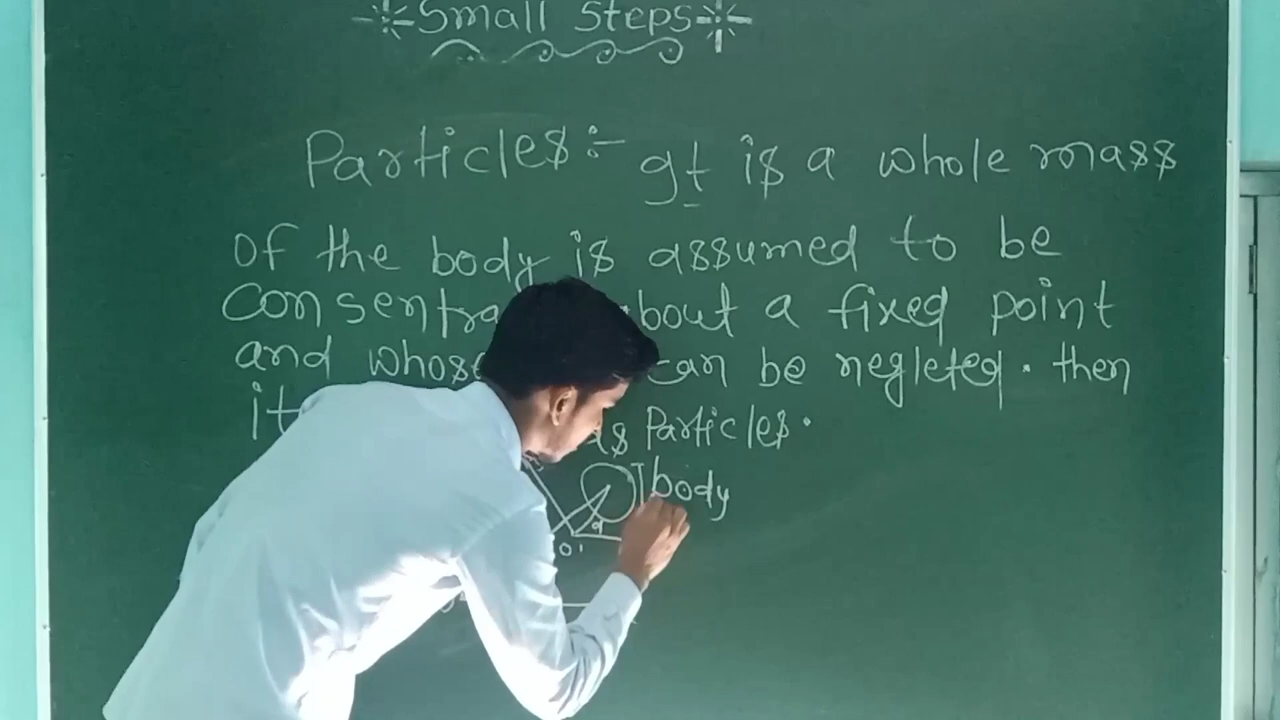 Small Steps
Particles:- It is a whole mass
of the body is assumed to be
Consentra bout a fixed point
and whose can be negleted. then
it as Particles.
body
O'